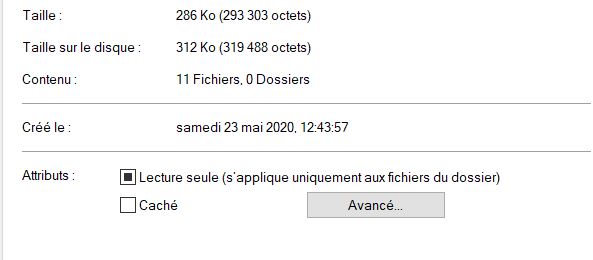 Taille : 286 Ko (293 303 octets)
Taille sur le disque : 312 Ko (319 488 octets)
Contenu : 11 Fichiers, 0 Dossiers
Créé le : samedi 23 mai 2020, 12:43:57
Attributs : Lecture seule (s'applique uniquement aux fichiers du dossier)
Caché Avancé...